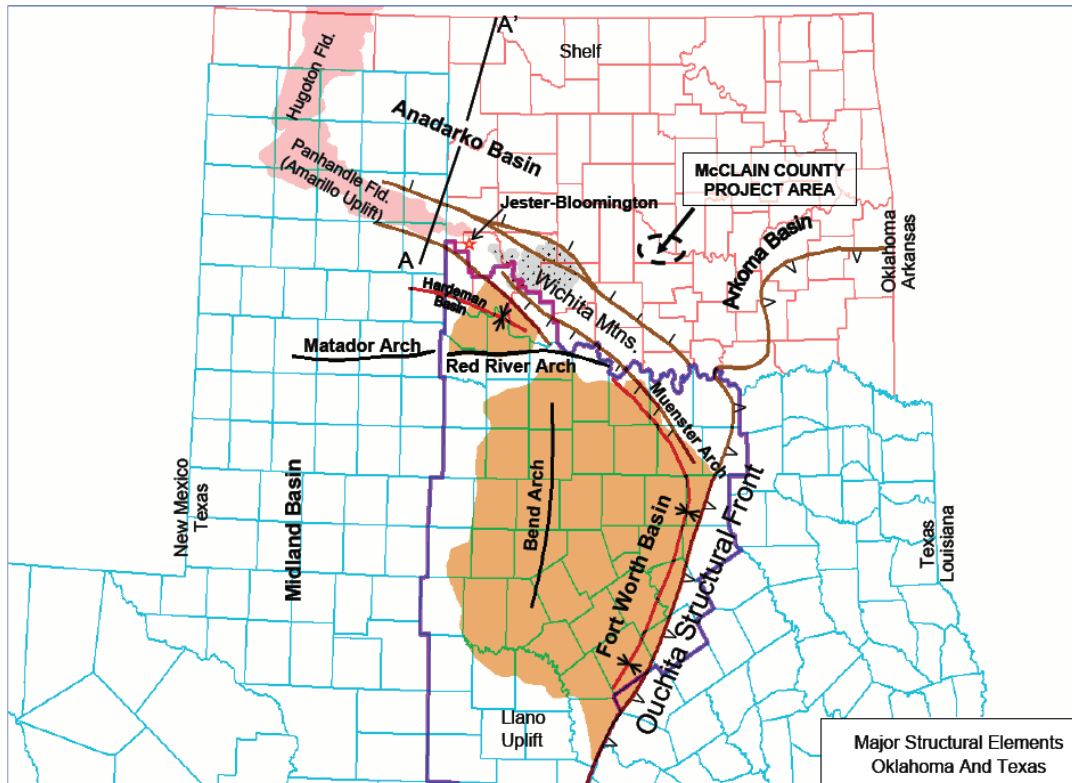 A'
Shelf
Hugoton Fld.
Anadarko Basin
McCLAIN COUNTY
PROJECT AREA
Panhandle Fld.
(Amarillo Uplift)
Jester-Bloomington
A
Arkoma Basin
Oklahoma
Arkansas
Wichita Mtns.
Hardeman
Basin
Matador Arch
Red River Arch
Muenster Arch
New Mexico
Texas
Midland Basin
Bend Arch
Fort Worth Basin
Ouchita Structural Front
Texas
Louisiana
Llano
Uplift
Major Structural Elements
Oklahoma And Texas